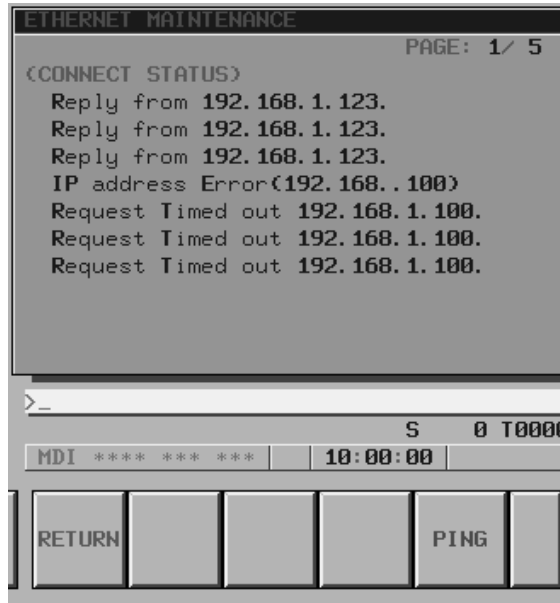 ETHERNET MAINTENANCE
PAGE: 1/ 5
(CONNECT STATUS)
Reply from 192.168.1.123.
Reply from 192.168.1.123.
Reply from 192.168.1.123.
IP address Error(192.168..100)
Request Timed out 192.168.1.100.
Request Timed out 192.168.1.100.
Request Timed out 192.168.1.100.
>_
S 0 T0000
MDI **** *** *** 10:00:00
RETURN PING